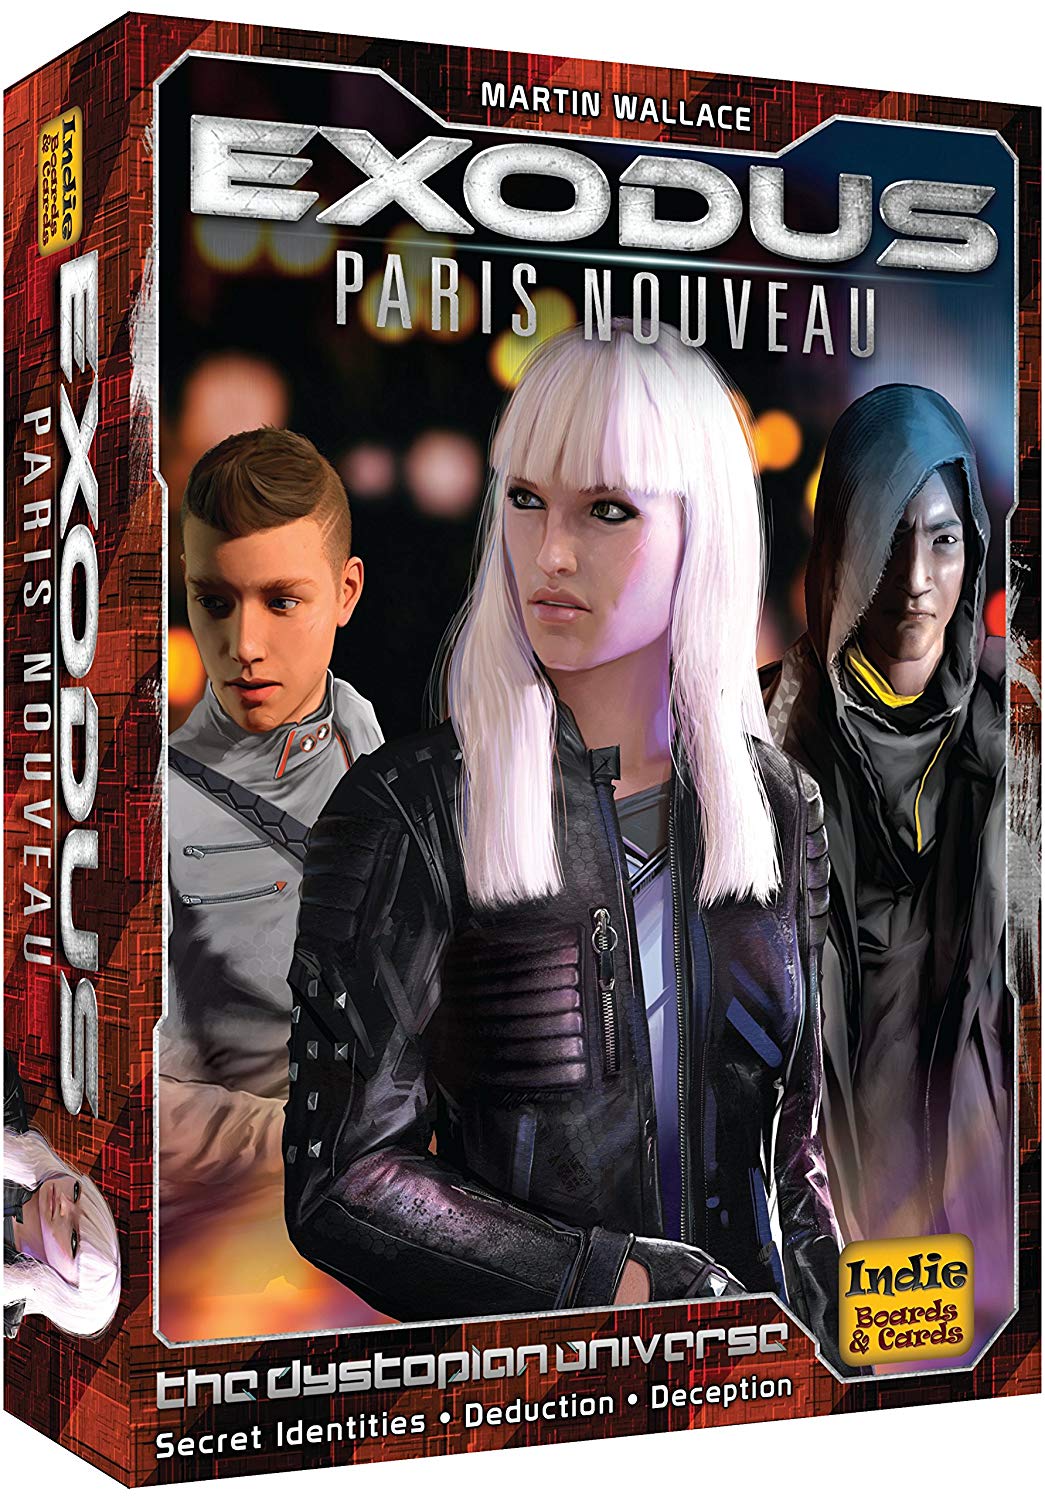 MARTIN WALLACE
EXODUS
PARIS NOUVEAU
the dystopian universe
Secret Identities • Deduction • Deception
Indie
Boards
& Cards
Indie
Boards
& Cards
EXODUS
PARIS NOUVEAU